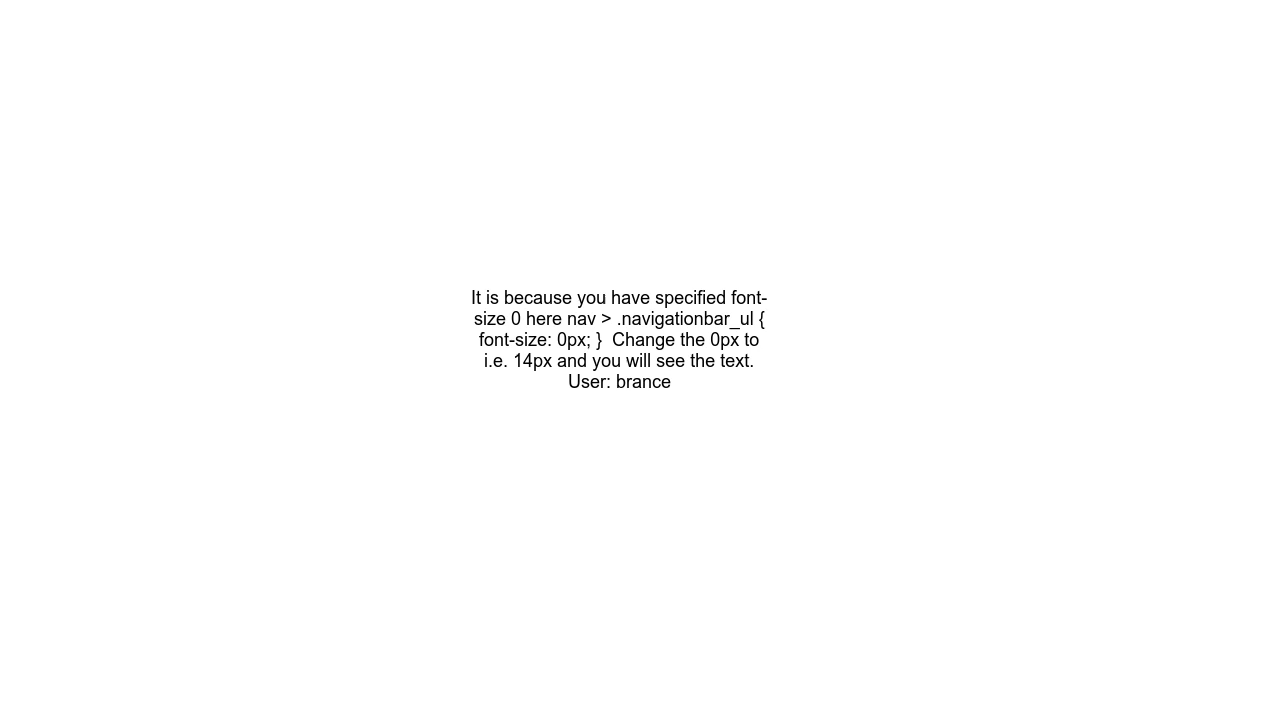 It is because you have specified font-
size 0 here nav > .navigationbar_ul {
font-size: 0px; }  Change the 0px to
i.e. 14px and you will see the text.
User: brance